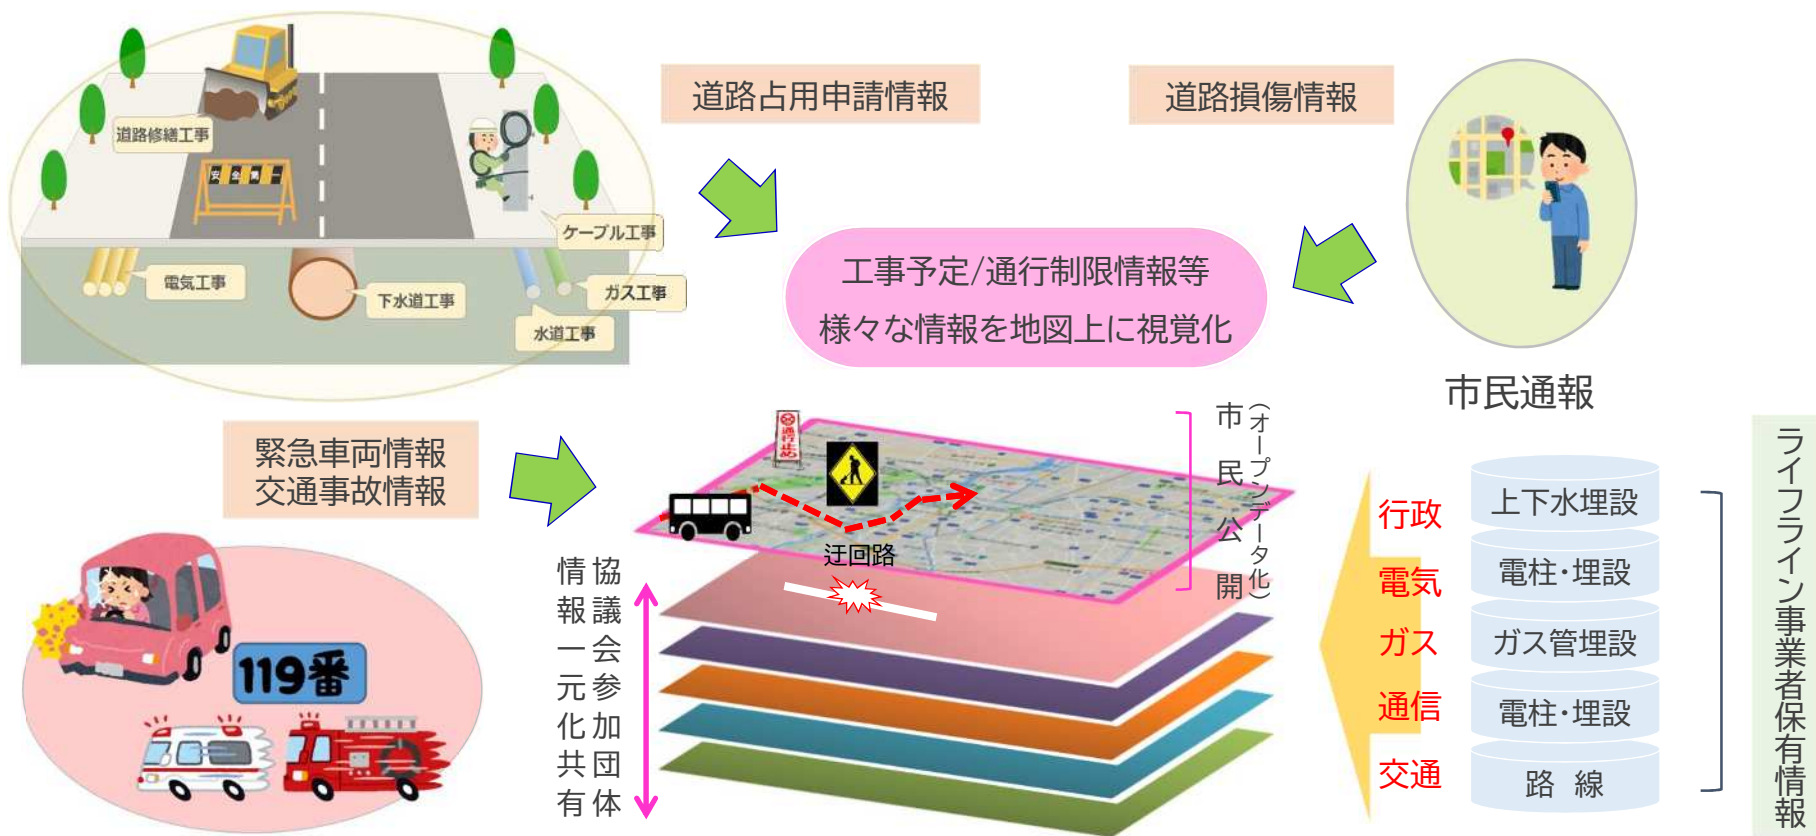 道路占用申請情報
道路損傷情報
道路修繕工事
安全第一
ケーブル工事
電気工事
下水道工事
ガス工事
水道工事
工事予定/通行制限情報等
様々な情報を地図上に視覚化
市民通報
緊急車両情報
交通事故情報
119番
通行止め
迂回路
市民公開
(オープンデータ化)
協議会参加団体
情報一元化共有
行政
電気
ガス
通信
交通
上下水埋設
電柱・埋設
ガス管埋設
電柱・埋設
路 線
ライフライン事業者保有情報